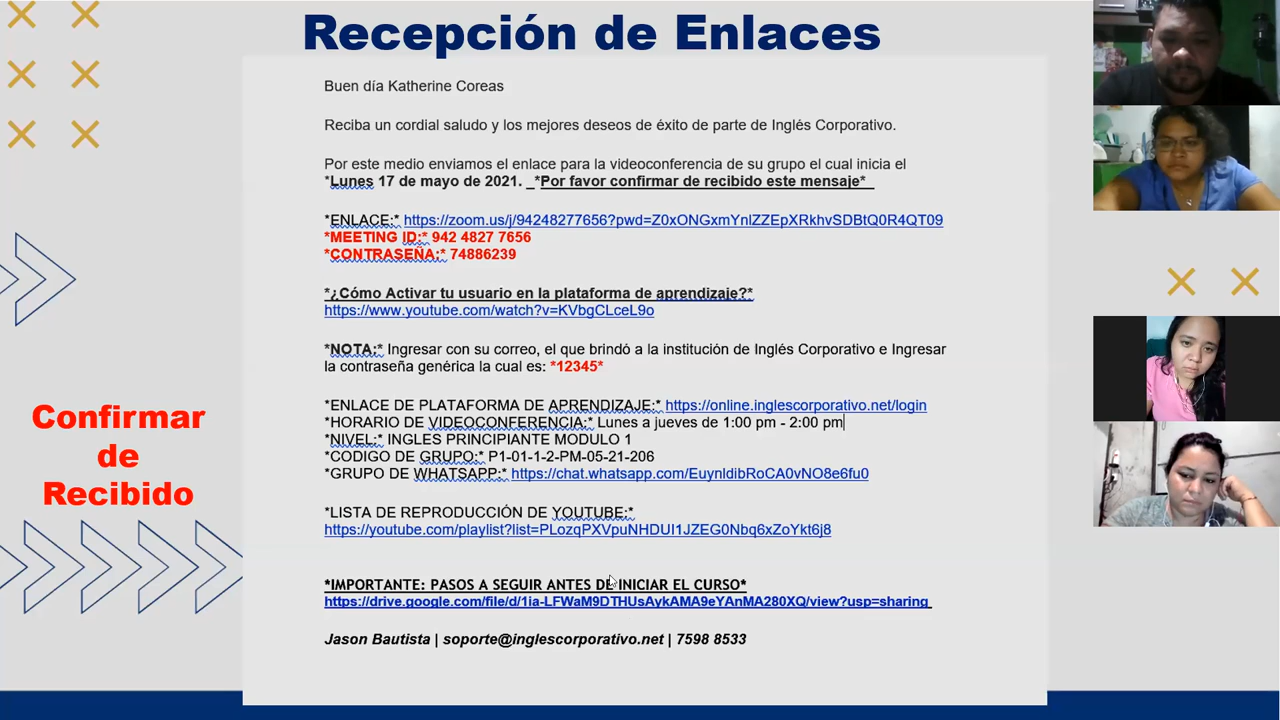 Recepción de Enlaces
Buen día Katherine Coreas
Reciba un cordial saludo y los mejores deseos de éxito de parte de Inglés Corporativo.
Por este medio enviamos el enlace para la videoconferencia de su grupo el cual inicia el
*Lunes 17 de mayo de 2021. _*Por favor confirmar de recibido este mensaje*_
*ENLACE:* https://zoom.us/j/94248277656?pwd=Z0xONGxmYnlZZEpXRkhvSDBtQ0R4QT09
*MEETING ID:* 942 4827 7656
*CONTRASEÑA:* 74886239
*¿Cómo Activar tu usuario en la plataforma de aprendizaje?*
https://www.youtube.com/watch?v=KVbgCLceL9o
*NOTA:* Ingresar con su correo, el que brindó a la institución de Inglés Corporativo e Ingresar
la contraseña genérica la cual es: *12345*
*ENLACE DE PLATAFORMA DE APRENDIZAJE:* https://online.inglescorporativo.net/login
*HORARIO DE VIDEOCONFERENCIA:* Lunes a jueves de 1:00 pm - 2:00 pm
*NIVEL:* INGLES PRINCIPIANTE MODULO 1
*CODIGO DE GRUPO:* P1-01-1-2-PM-05-21-206
*GRUPO DE WHATSAPP:* https://chat.whatsapp.com/EuynldibRoCA0vNO8e6fu0
*LISTA DE REPRODUCCIÓN DE YOUTUBE:*
https://youtube.com/playlist?list=PLozqPXVpuNHDUI1JZEG0Nbq6xZoYkt6j8
*IMPORTANTE: PASOS A SEGUIR ANTES DE INICIAR EL CURSO*
https://drive.google.com/file/d/1ia-LFWaM9DTHUsAykAMA9eYAnMA280XQ/view?usp=sharing
Jason Bautista | soporte@inglescorporativo.net | 7598 8533
Confirmar
de
Recibido